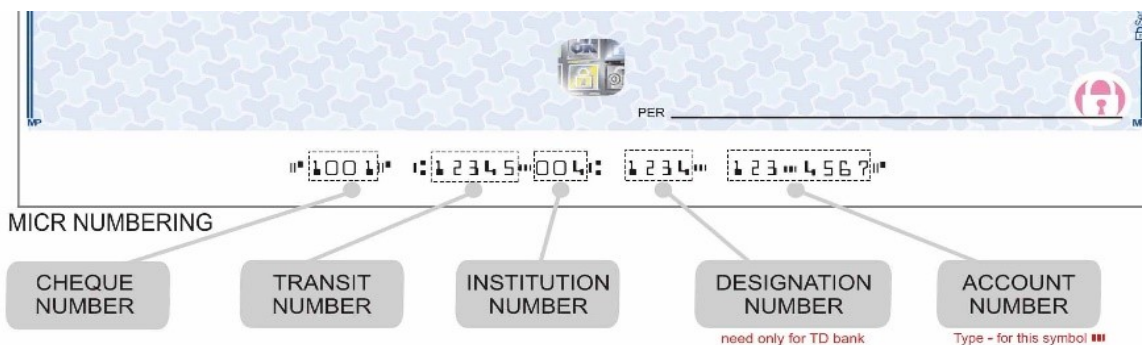 PER
MP
⑈1001⑈ ⑆12345⑉004⑆ 1234⑉ 123⑉4567⑈
MICR NUMBERING
CHEQUE NUMBER
TRANSIT NUMBER
INSTITUTION NUMBER
DESIGNATION NUMBER
ACCOUNT NUMBER
need only for TD bank
Type - for this symbol ⑉